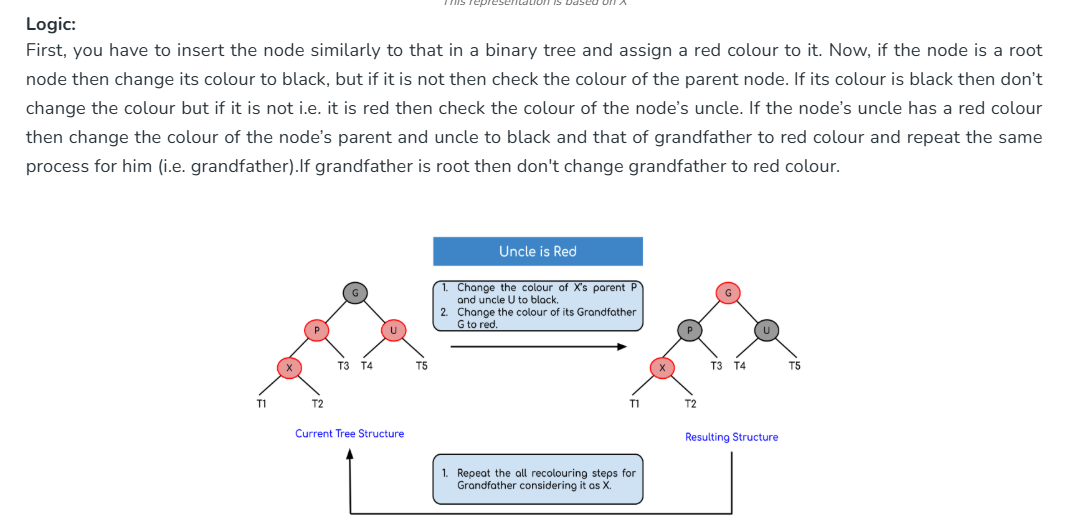 This representation is based on X
Logic:
First, you have to insert the node similarly to that in a binary tree and assign a red colour to it. Now, if the node is a root
node then change its colour to black, but if it is not then check the colour of the parent node. If its colour is black then don’t
change the colour but if it is not i.e. it is red then check the colour of the node’s uncle. If the node’s uncle has a red colour
then change the colour of the node’s parent and uncle to black and that of grandfather to red colour and repeat the same
process for him (i.e. grandfather).If grandfather is root then don't change grandfather to red colour.
Uncle is Red
1. Change the colour of X's parent P
and uncle U to black.
2. Change the colour of its Grandfather
G to red.
G
P
U
X
T3
T4
T5
T1
T2
Current Tree Structure
G
P
U
X
T3
T4
T5
T1
T2
Resulting Structure
1. Repeat the all recolouring steps for
Grandfather considering it as X.